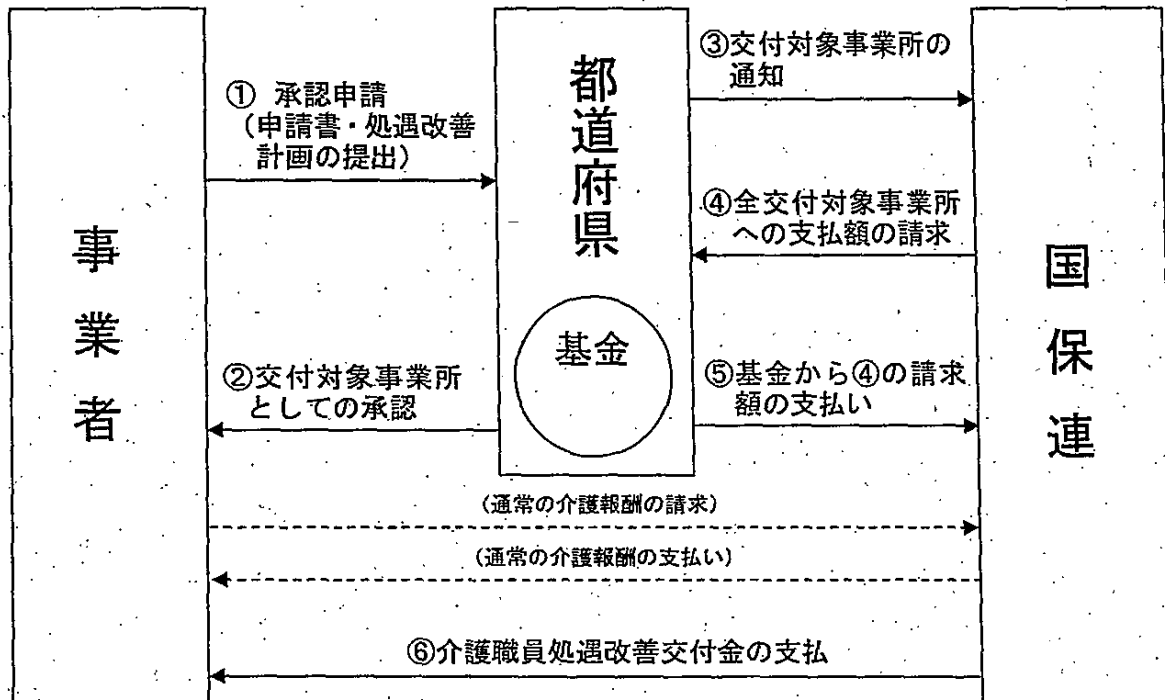 事業者
① 承認申請
(申請書・処遇改善
計画の提出)
②交付対象事業所
としての承認
都道府県
基金
③交付対象事業所の
通知
④全交付対象事業所
への支払額の請求
⑤基金から④の請求
額の支払い
国保連
(通常の介護報酬の請求)
(通常の介護報酬の支払い)
⑥介護職員処遇改善交付金の支払